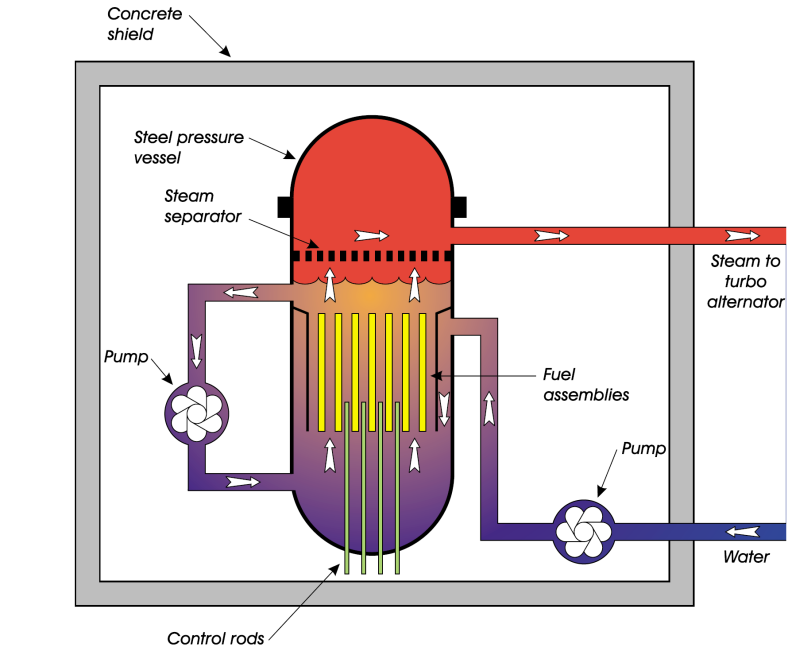 Concrete
shield
Steel pressure
vessel
Steam
separator
Steam to
turbo
alternator
Pump
Fuel
assemblies
Pump
Water
Control rods